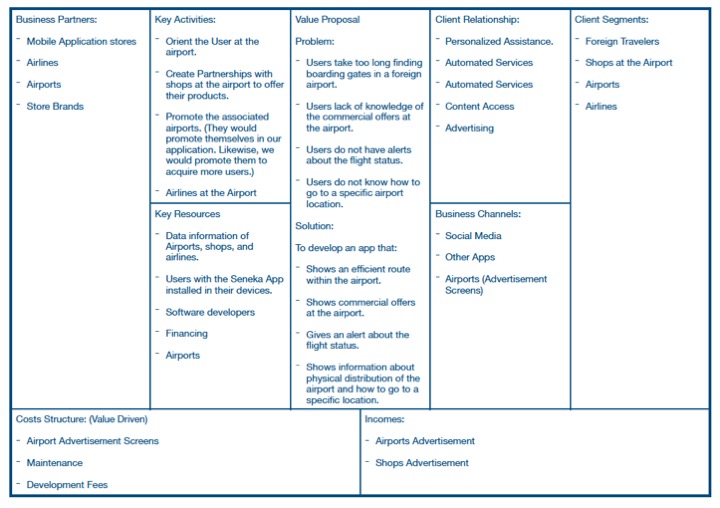 Business Partners:
- Mobile Application stores
- Airlines
- Airports
- Store Brands
Key Activities:
- Orient the User at the
airport.
- Create Partnerships with
shops at the airport to offer
their products.
- Promote the associated
airports. (They would
promote themselves in our
application. Likewise, we
would promote them to
acquire more users.)
- Airlines at the Airport
Key Resources
- Data information of
Airports, shops, and
airlines.
- Users with the Seneka App
installed in their devices.
- Software developers
- Financing
- Airports
Value Proposal
Problem:
- Users take too long finding
boarding gates in a foreign
airport.
- Users lack of knowledge of
the commercial offers at
the airport.
- Users do not have alerts
about the flight status.
- Users do not know how to
go to a specific airport
location.
Solution:
To develop an app that:
- Shows an efficient route
within the airport.
- Shows commercial offers
at the airport.
- Gives an alert about the
flight status.
- Shows information about
physical distribution of the
airport and how to go to a
specific location.
Client Relationship:
- Personalized Assistance.
- Automated Services
- Automated Services
- Content Access
- Advertising
Business Channels:
- Social Media
- Other Apps
- Airports (Advertisement
Screens)
Client Segments:
- Foreign Travelers
- Shops at the Airport
- Airports
- Airlines
Costs Structure: (Value Driven)
- Airport Advertisement Screens
- Maintenance
- Development Fees
Incomes:
- Airports Advertisement
- Shops Advertisement